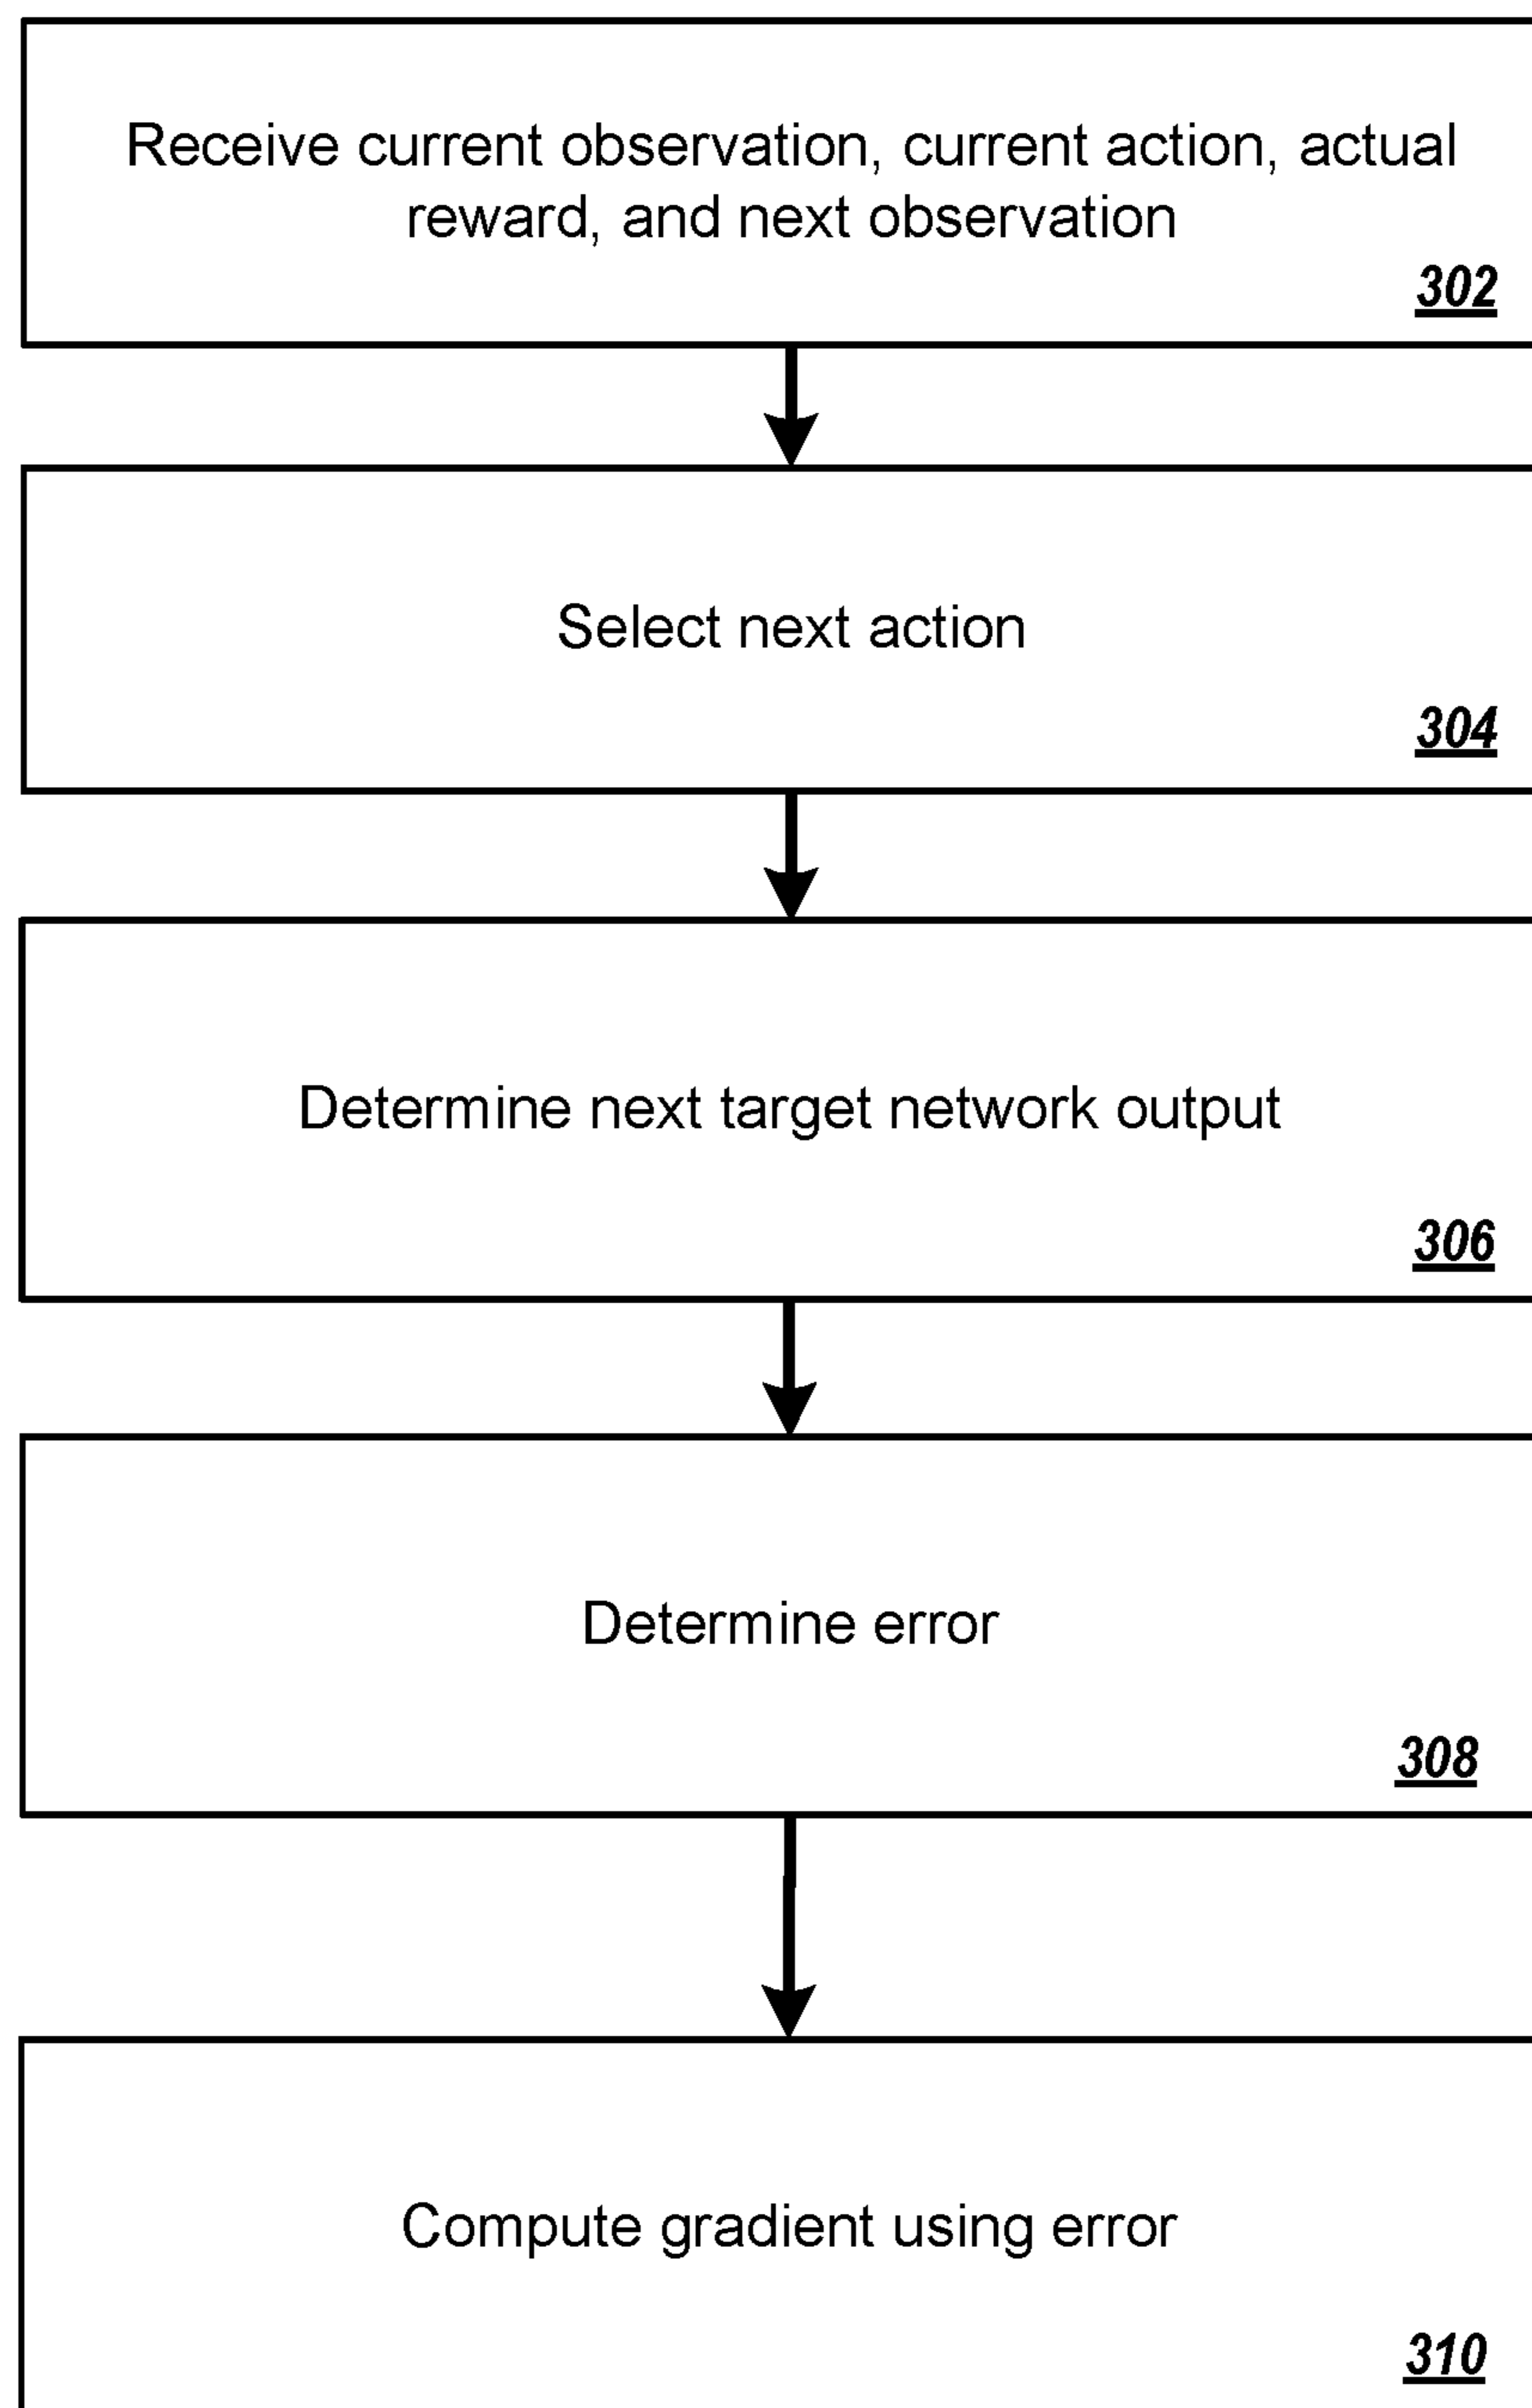 Receive current observation, current action, actual
reward, and next observation
302
Select next action
304
Determine next target network output
306
Determine error
308
Compute gradient using error
310